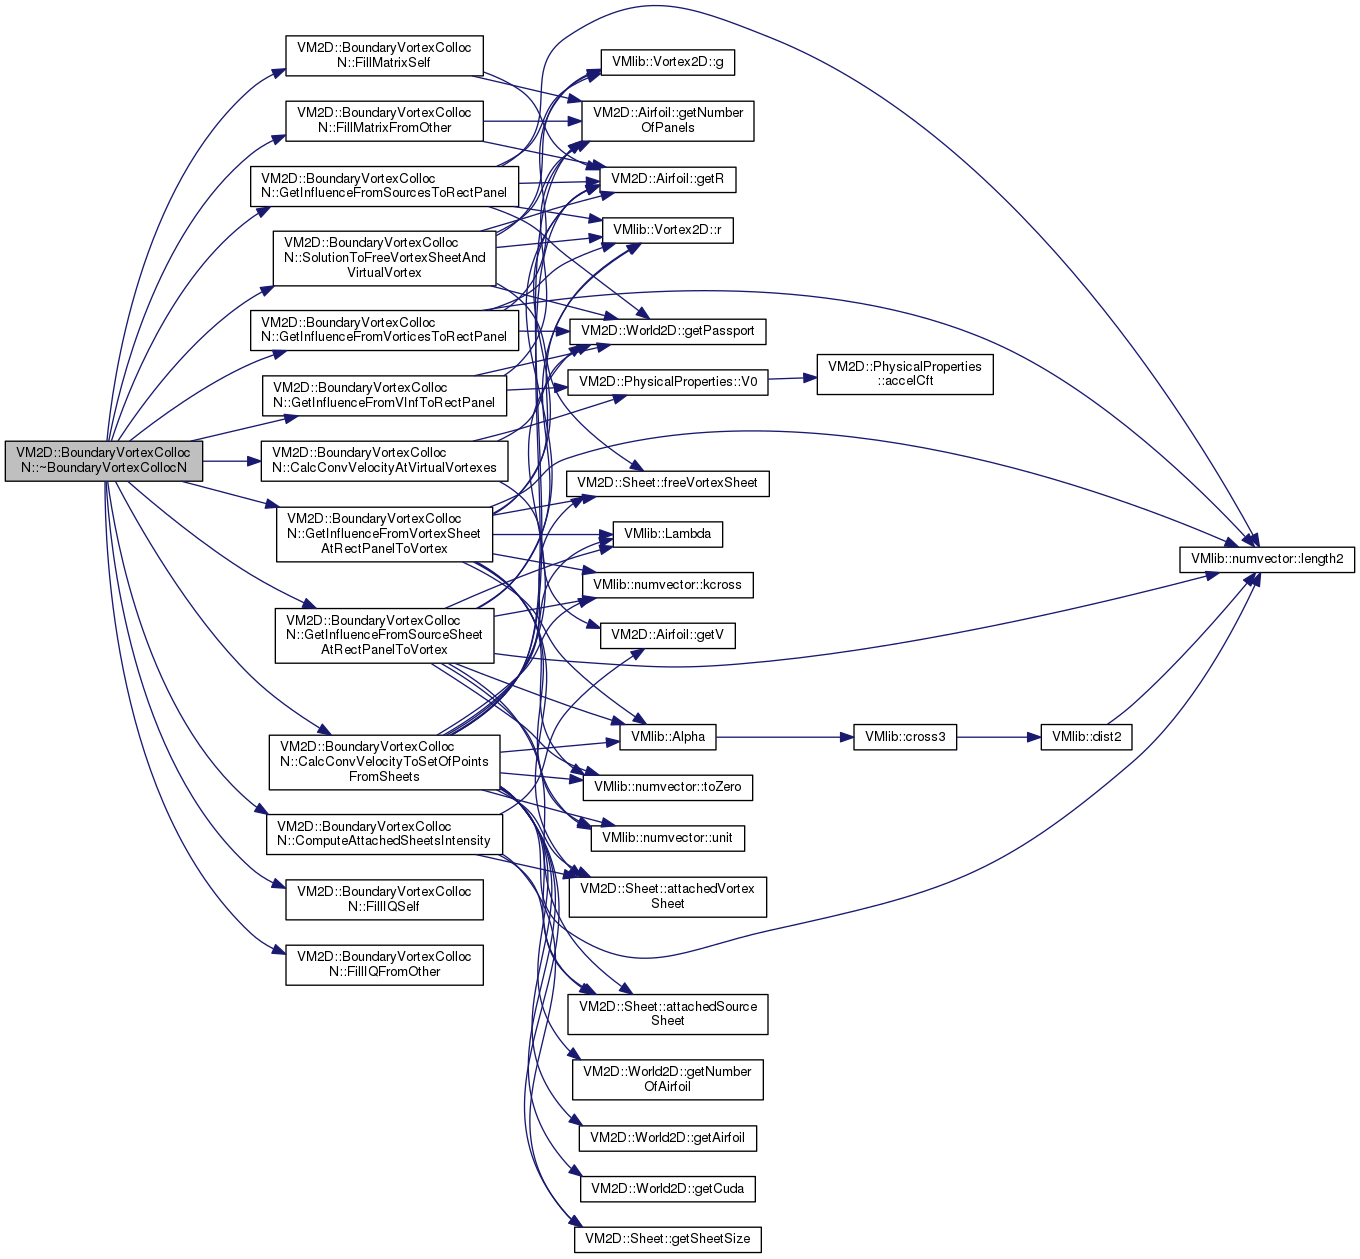 VM2D::BoundaryVortexColloc
N::~BoundaryVortexCollocN
VM2D::BoundaryVortexColloc
N::FillMatrixSelf
VM2D::BoundaryVortexColloc
N::FillMatrixFromOther
VM2D::BoundaryVortexColloc
N::GetInfluenceFromSourcesToRectPanel
VM2D::BoundaryVortexColloc
N::SolutionToFreeVortexSheetAnd
VirtualVortex
VM2D::BoundaryVortexColloc
N::GetInfluenceFromVorticesToRectPanel
VM2D::BoundaryVortexColloc
N::GetInfluenceFromVInfToRectPanel
VM2D::BoundaryVortexColloc
N::CalcConvVelocityAtVirtualVortexes
VM2D::BoundaryVortexColloc
N::GetInfluenceFromVortexSheet
AtRectPanelToVortex
VM2D::BoundaryVortexColloc
N::GetInfluenceFromSourceSheet
AtRectPanelToVortex
VM2D::BoundaryVortexColloc
N::CalcConvVelocityToSetOfPoints
FromSheets
VM2D::BoundaryVortexColloc
N::ComputeAttachedSheetsIntensity
VM2D::BoundaryVortexColloc
N::FillIQSelf
VM2D::BoundaryVortexColloc
N::FillIQFromOther
VMlib::Vortex2D::g
VM2D::Airfoil::getNumber
OfPanels
VM2D::Airfoil::getR
VMlib::Vortex2D::r
VM2D::World2D::getPassport
VM2D::PhysicalProperties::V0
VM2D::PhysicalProperties
::accelCft
VM2D::Sheet::freeVortexSheet
VMlib::Lambda
VMlib::numvector::kcross
VM2D::Airfoil::getV
VMlib::Alpha
VMlib::cross3
VMlib::dist2
VMlib::numvector::length2
VMlib::numvector::toZero
VMlib::numvector::unit
VM2D::Sheet::attachedVortex
Sheet
VM2D::Sheet::attachedSource
Sheet
VM2D::World2D::getNumber
OfAirfoil
VM2D::World2D::getAirfoil
VM2D::World2D::getCuda
VM2D::Sheet::getSheetSize